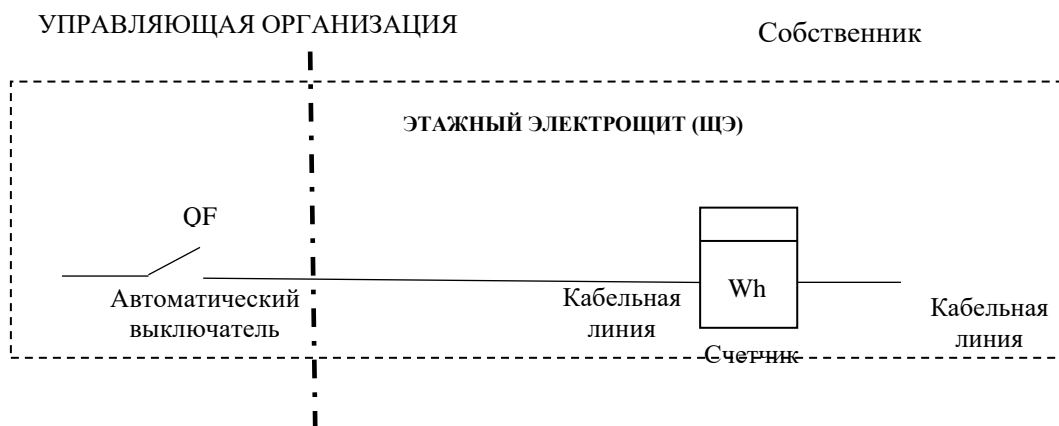 УПРАВЛЯЮЩАЯ ОРГАНИЗАЦИЯ
Собственник
ЭТАЖНЫЙ ЭЛЕКТРОЩИТ (ЩЭ)
QF
Автоматический
выключатель
Кабельная
линия
Wh
Счетчик
Кабельная
линия